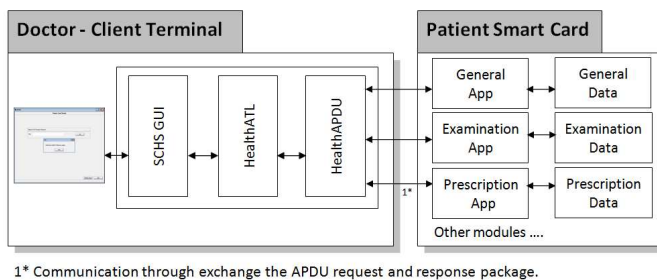 Doctor - Client Terminal
Patient Smart Card
SCHS GUI
HealthATL
HealthAPDU
General
App
General
Data
Examination
App
Examination
Data
Prescription
App
Prescription
Data
1*
Other modules ....
1* Communication through exchange the APDU request and response package.